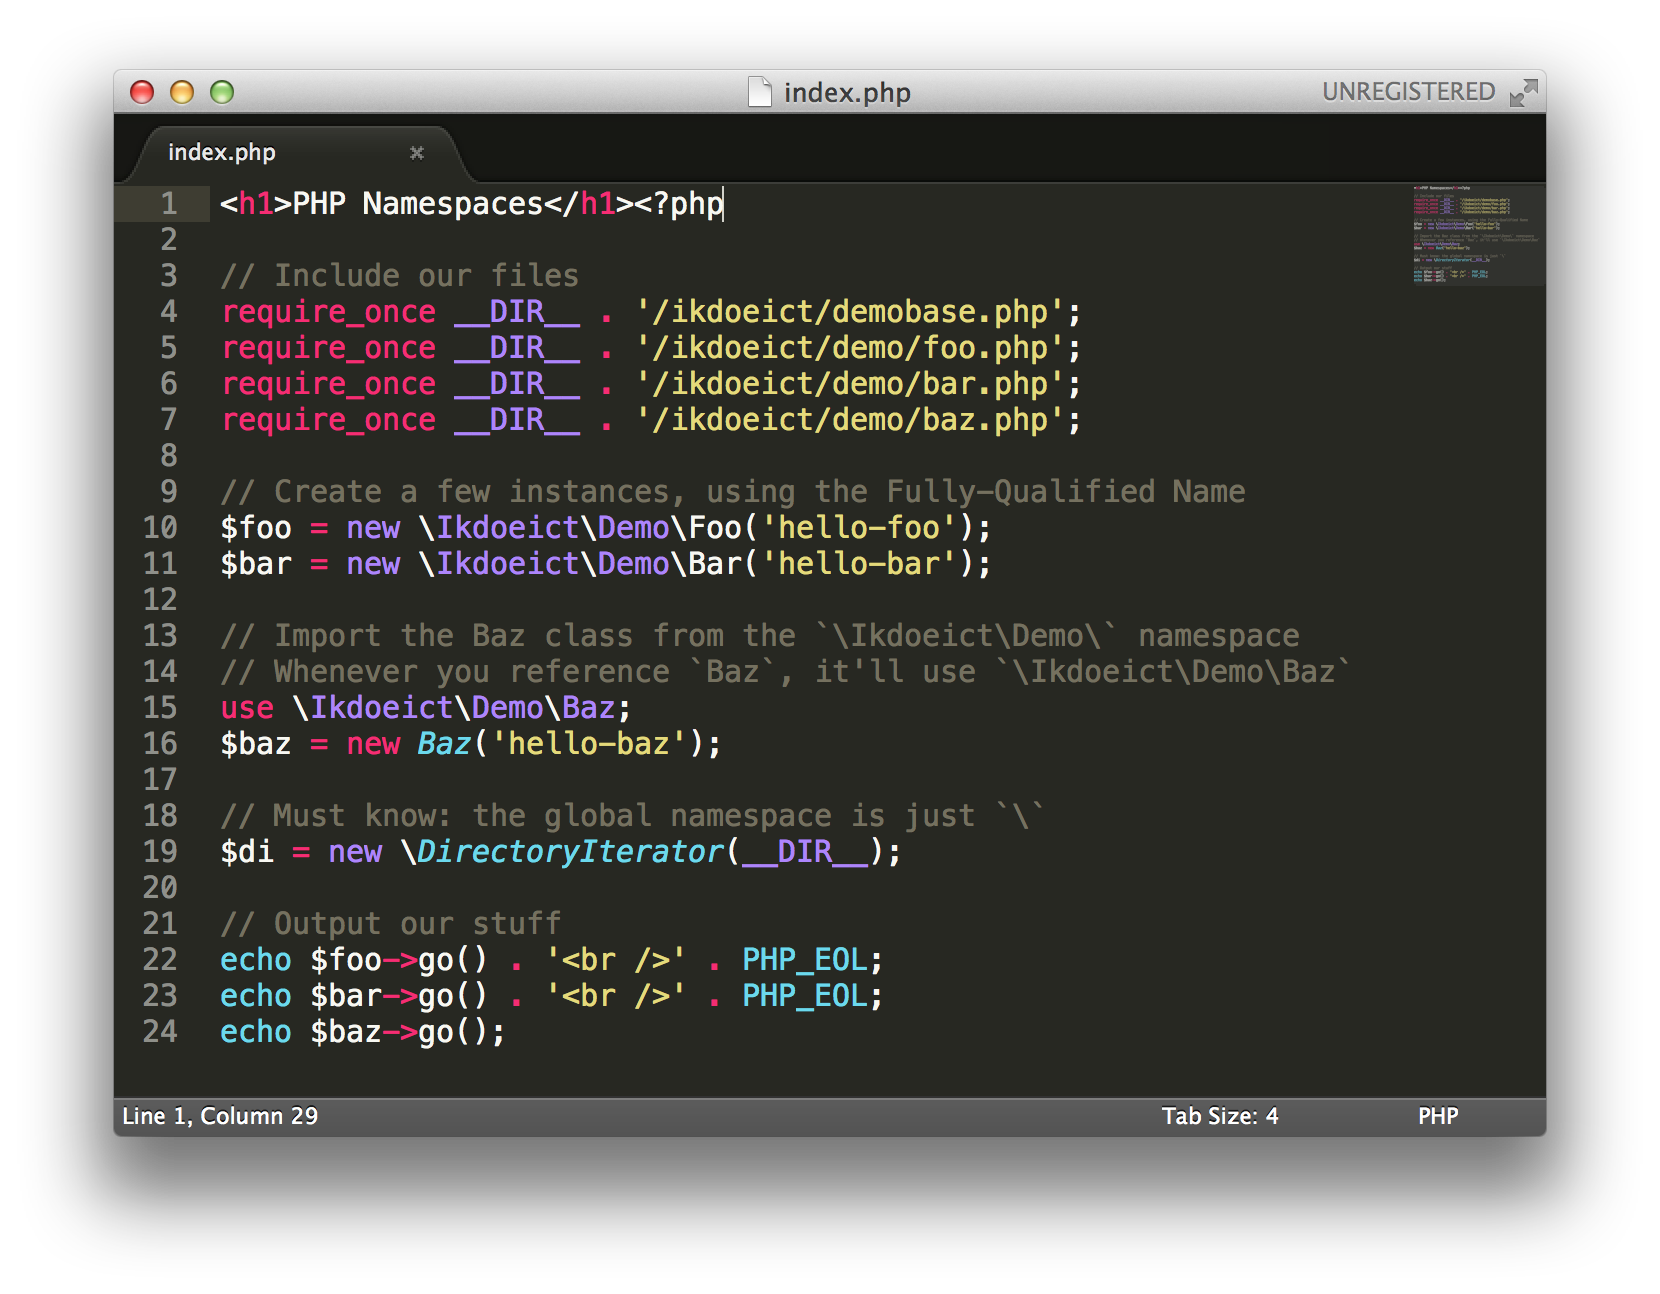 index.php
UNREGISTERED
index.php
1 <h1>PHP Namespaces</h1><?php
2
3 // Include our files
4 require_once __DIR__ . '/ikdoeict/demobase.php';
5 require_once __DIR__ . '/ikdoeict/demo/foo.php';
6 require_once __DIR__ . '/ikdoeict/demo/bar.php';
7 require_once __DIR__ . '/ikdoeict/demo/baz.php';
8
9 // Create a few instances, using the Fully-Qualified Name
10 $foo = new \Ikdoeict\Demo\Foo('hello-foo');
11 $bar = new \Ikdoeict\Demo\Bar('hello-bar');
12
13 // Import the Baz class from the `\Ikdoeict\Demo\` namespace
14 // Whenever you reference `Baz`, it'll use `\Ikdoeict\Demo\Baz`
15 use \Ikdoeict\Demo\Baz;
16 $baz = new Baz('hello-baz');
17
18 // Must know: the global namespace is just `\`
19 $di = new \DirectoryIterator(__DIR__);
20
21 // Output our stuff
22 echo $foo->go() . '<br />' . PHP_EOL;
23 echo $bar->go() . '<br />' . PHP_EOL;
24 echo $baz->go();
Line 1, Column 29
Tab Size: 4
PHP